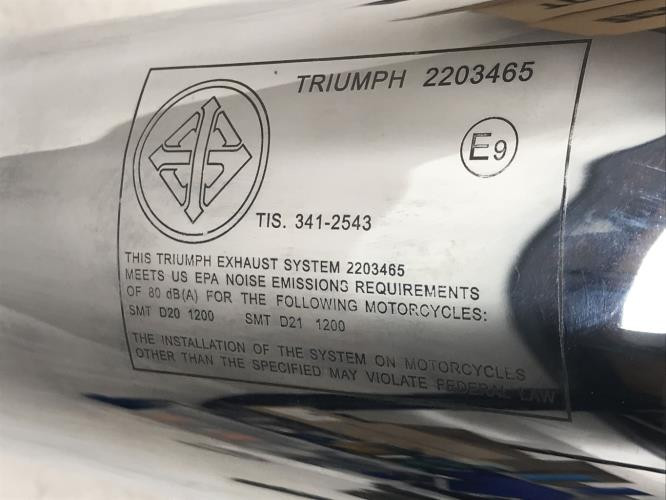 TRIUMPH 2203465
E9
TIS. 341-2543
THIS TRIUMPH EXHAUST SYSTEM 2203465
MEETS US EPA NOISE EMISSIONS REQUIREMENTS
OF 80 dB(A) FOR THE FOLLOWING MOTORCYCLES:
SMT D20 1200 SMT D21 1200
THE INSTALLATION OF THE SYSTEM ON MOTORCYCLES
OTHER THAN THE SPECIFIED MAY VIOLATE FEDERAL LAW